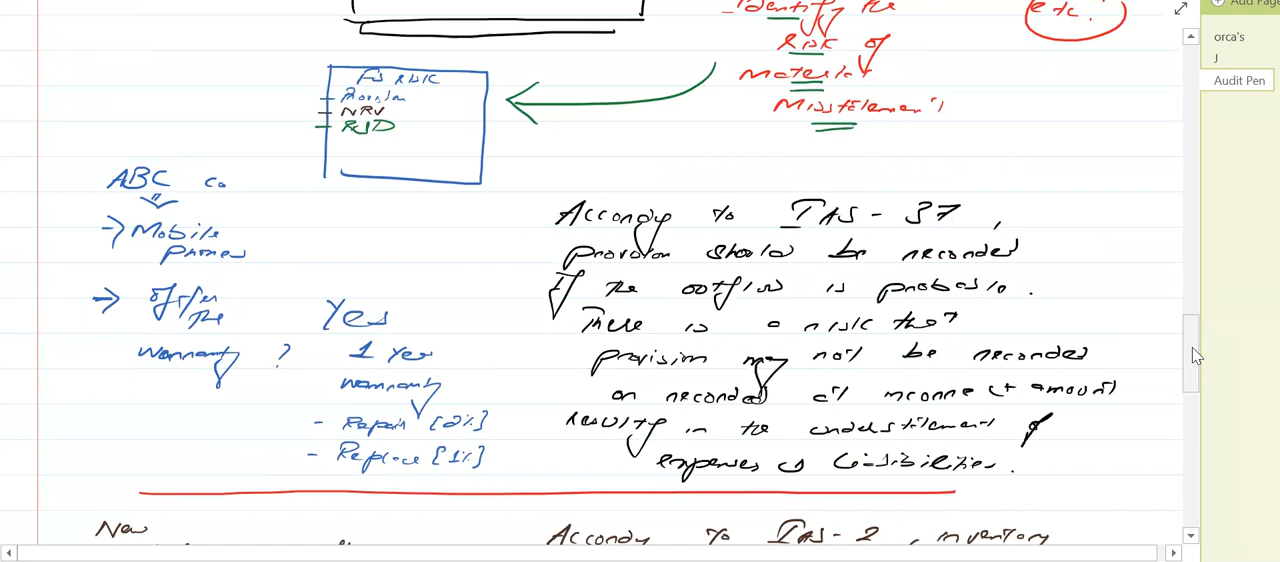 Identify the
etc.
Risk of
Material
Misstatement
FS Risk
Provision
NRV
R&D
Add Page
orca's
J
Audit Pen
ABC co
→ Mobile
phones
→ Offer
the
warranty ?
Yes
1 Year
warranty
- Repair [2%]
- Replace [1%]
According to IAS-37,
provision should be recorded
if the outflow is probable.
There is a risk that
provision may not be recorded
or recorded at incorrect amount
resulting in the understatement of
expenses & liabilities.
New
According to IAS-2, inventory